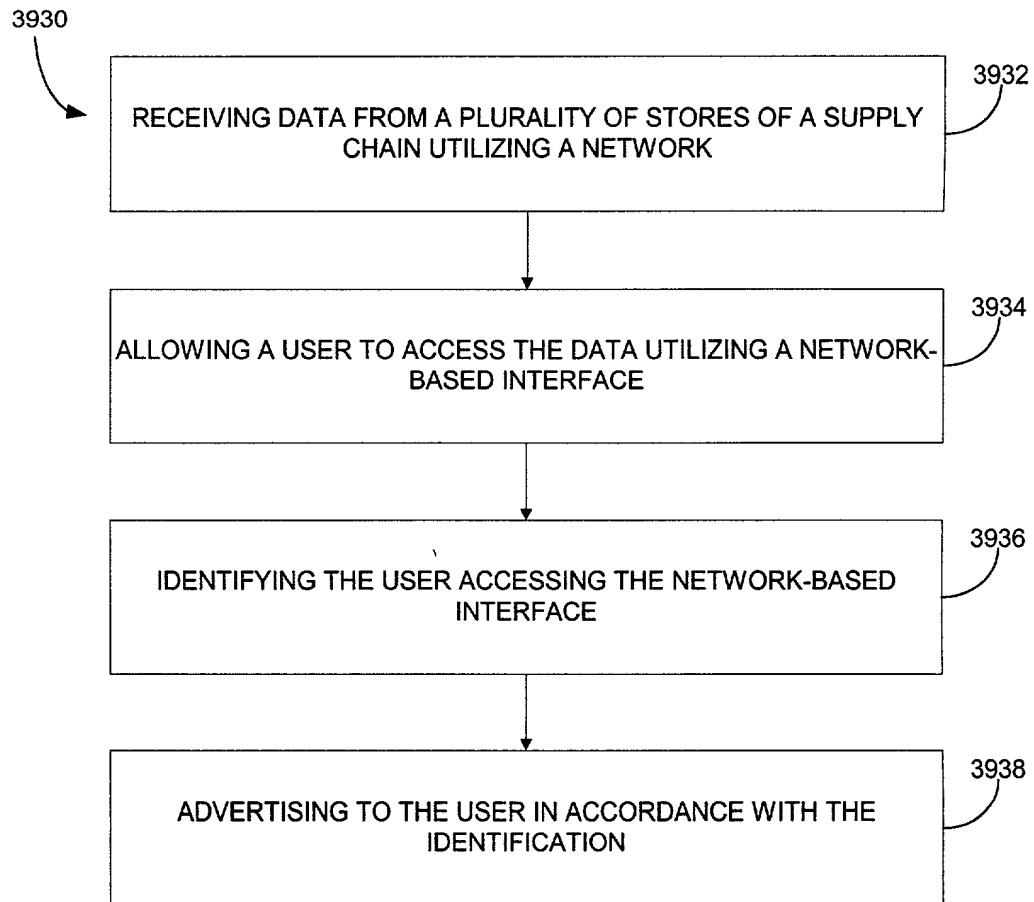 3930
3932
RECEIVING DATA FROM A PLURALITY OF STORES OF A SUPPLY
CHAIN UTILIZING A NETWORK
3934
ALLOWING A USER TO ACCESS THE DATA UTILIZING A NETWORK-
BASED INTERFACE
3936
IDENTIFYING THE USER ACCESSING THE NETWORK-BASED
INTERFACE
3938
ADVERTISING TO THE USER IN ACCORDANCE WITH THE
IDENTIFICATION